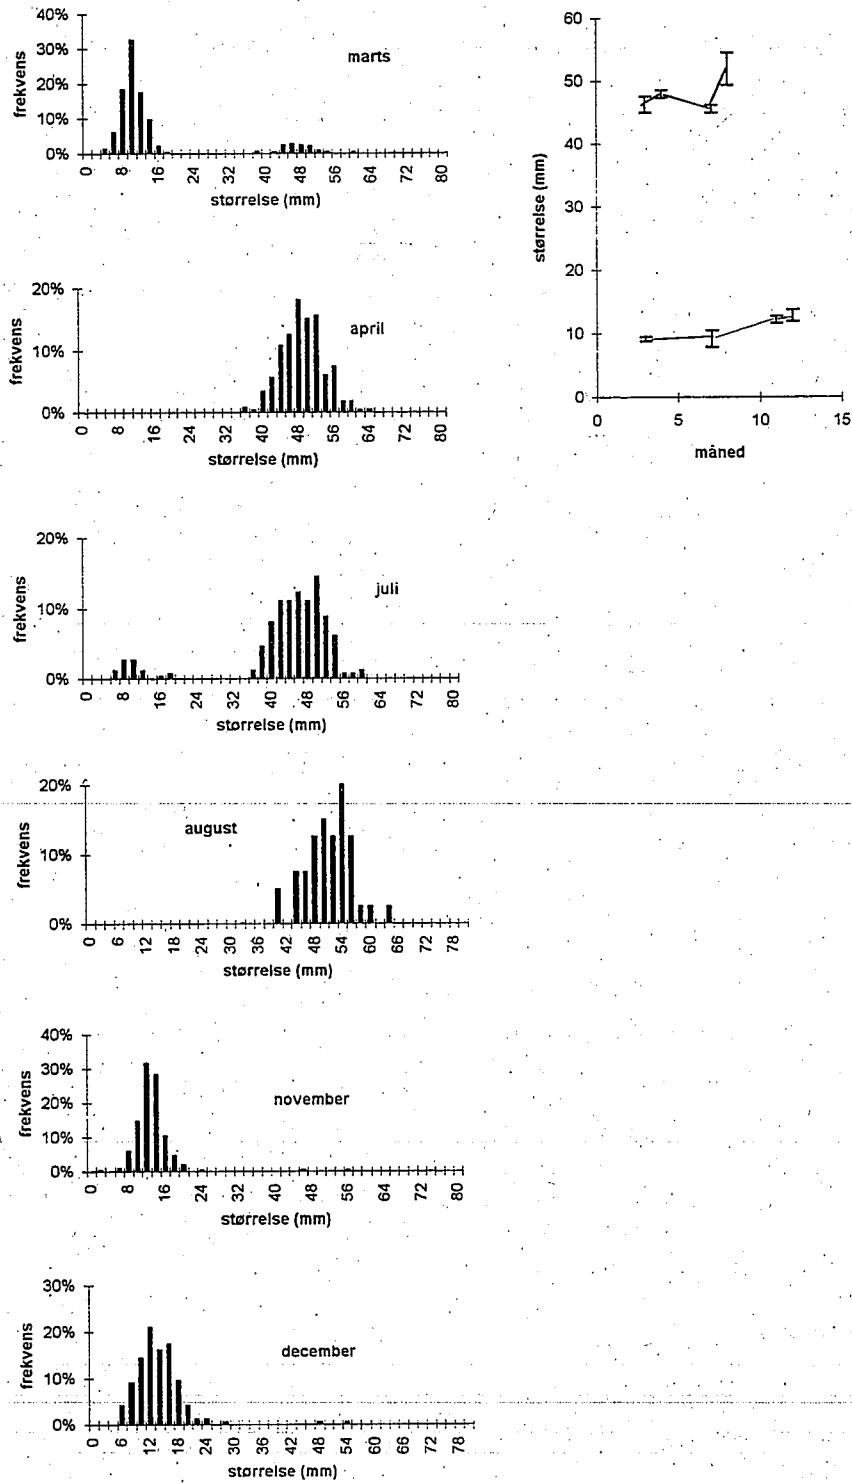 40%
30%
20%
10%
0%
frekvens
marts
0 8 16 24 32 40 48 56 64 72 80
størrelse (mm)
60
50
40
30
20
10
0
størrelse (mm)
0 5 10 15
måned
20%
10%
0%
frekvens
april
0 8 16 24 32 40 48 56 64 72 80
størrelse (mm)
20%
10%
0%
frekvens
juli
0 8 16 24 32 40 48 56 64 72 80
størrelse (mm)
20%
10%
0%
frekvens
august
0 6 12 18 24 30 36 42 48 54 60 66 72 78
størrelse (mm)
40%
30%
20%
10%
0%
frekvens
november
0 8 16 24 32 40 48 56 64 72 80
størrelse (mm)
30%
20%
10%
0%
frekvens
december
0 6 12 18 24 30 36 42 48 54 60 66 72 78
størrelse (mm)